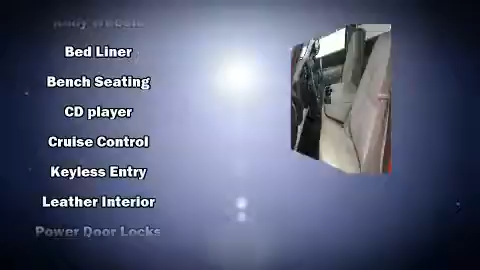 Bed Liner
Bench Seating
CD player
Cruise Control
Keyless Entry
Leather Interior
Power Door Locks